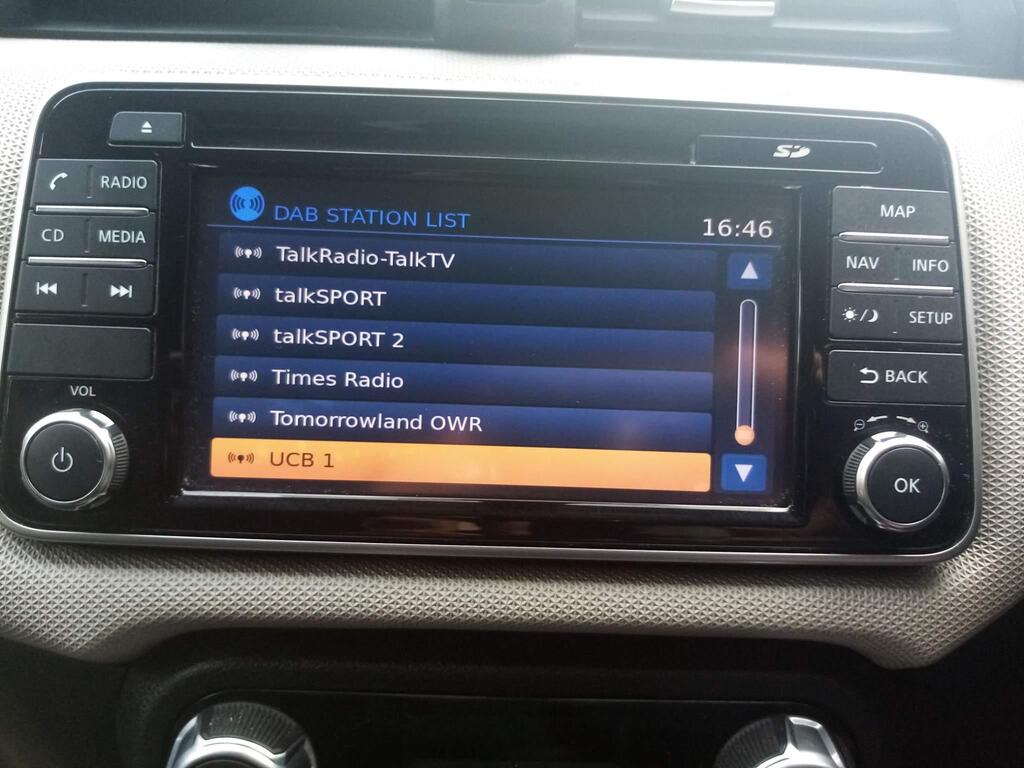 SD
RADIO
CD MEDIA
VOL
DAB STATION LIST
16:46
TalkRadio-TalkTV
talkSPORT
talkSPORT 2
Times Radio
Tomorrowland OWR
UCB 1
MAP
NAV INFO
SETUP
BACK
OK